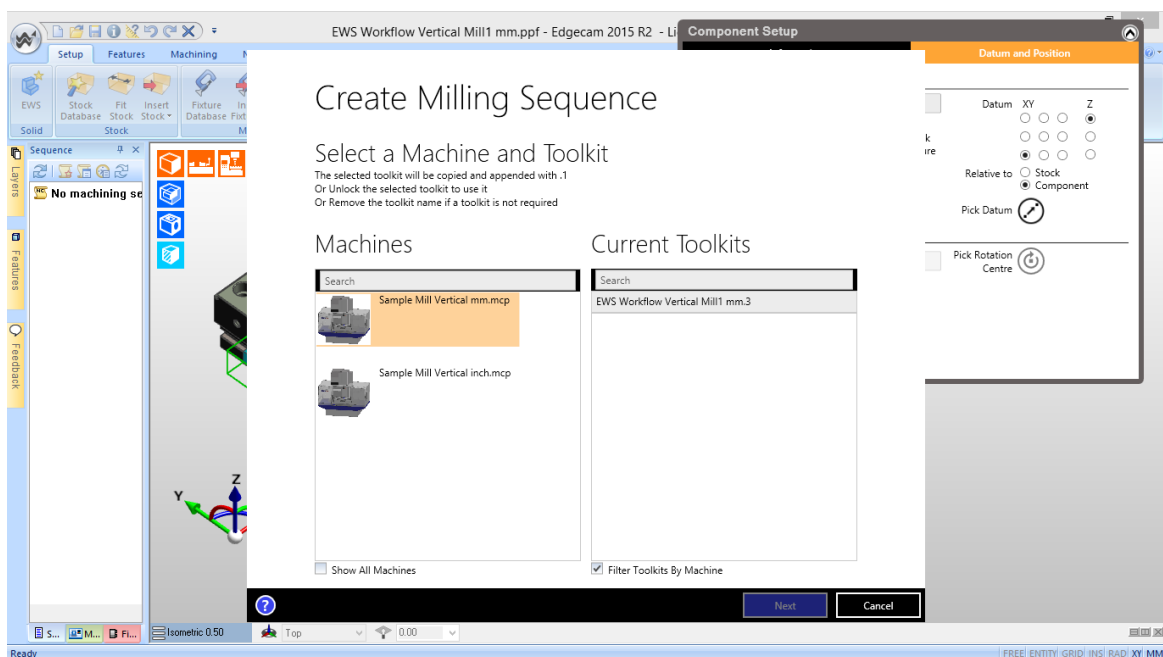 EWS Workflow Vertical Mill1 mm.ppf - Edgecam 2015 R2 - Li
Component Setup
Setup Features Machining
Datum and Position
EWS
Stock Database
Fit Stock
Insert Stock
Fixture Database
Solid
Stock
Sequence
Layers
No machining se
Features
Feedback
Create Milling Sequence
Select a Machine and Toolkit
The selected toolkit will be copied and appended with .1
Or Unlock the selected toolkit to use it
Or Remove the toolkit name if a toolkit is not required
Machines
Current Toolkits
Search
Search
Sample Mill Vertical mm.mcp
EWS Workflow Vertical Mill1 mm.3
Sample Mill Vertical inch.mcp
Show All Machines
Filter Toolkits By Machine
Next
Cancel
Datum XY Z
Relative to Stock
Component
Pick Datum
Pick Rotation
Centre
Z
Y
S...
M...
Fi...
Isometric 0.50
Top
0.00
Ready
FREE ENTITY GRID INS RAD XY MM